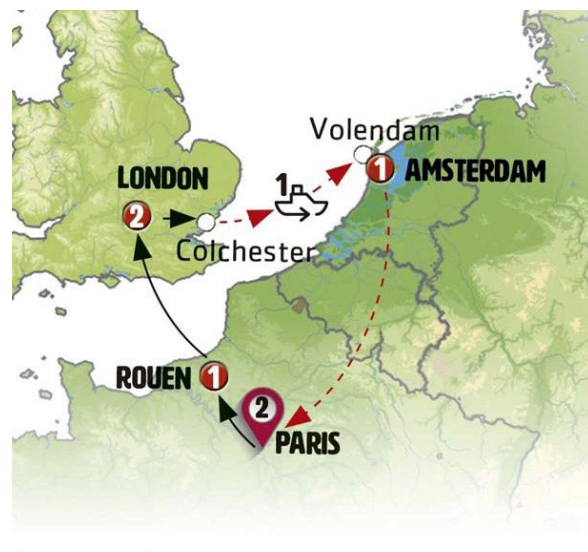 Volendam
1
AMSTERDAM
LONDON
1
2
Colchester
ROUEN
1
2
PARIS